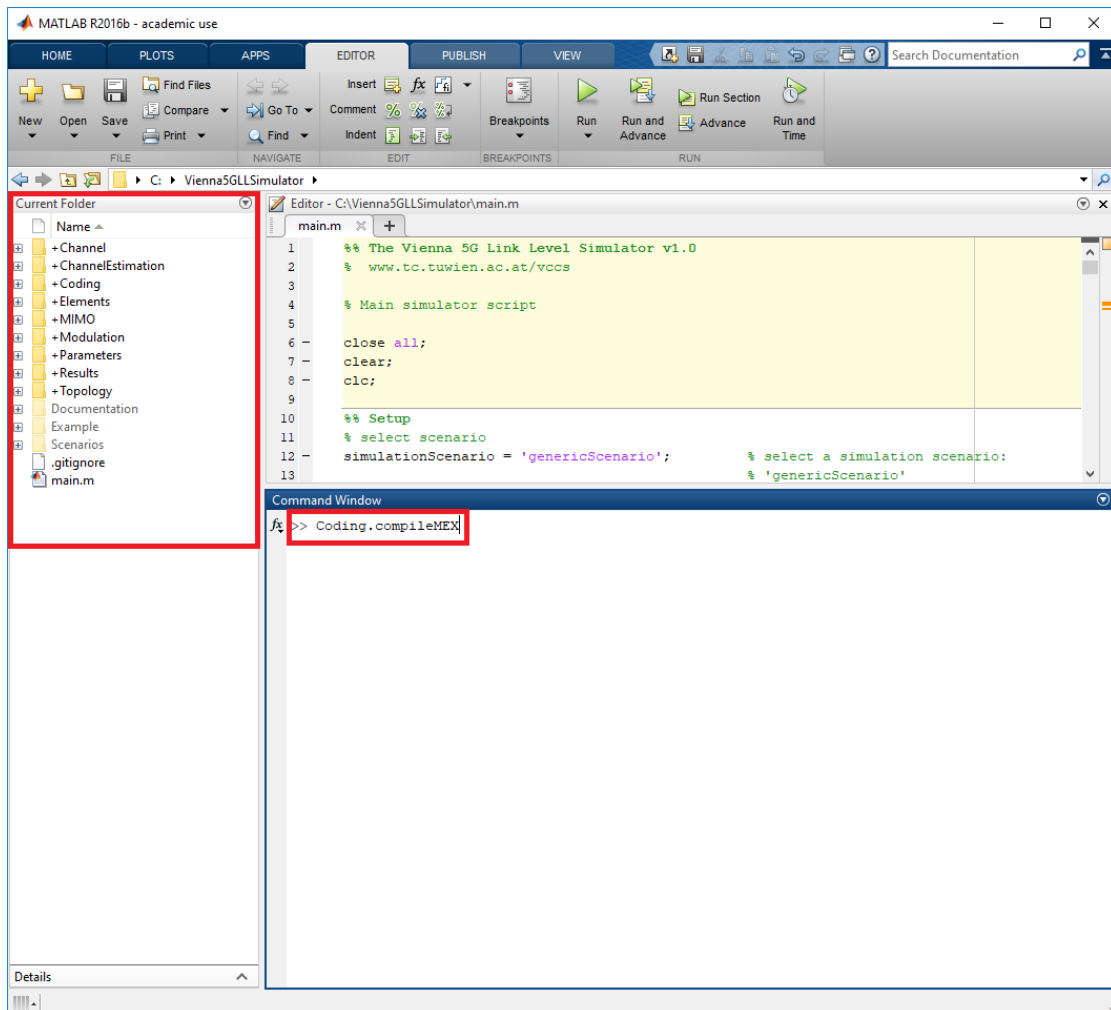 MATLAB R2016b - academic use
HOME PLOTS APPS EDITOR PUBLISH VIEW Search Documentation
New Open Save Find Files Compare Print
FILE
Go To Find
NAVIGATE
Insert fx
Comment
Indent
EDIT
Breakpoints
BREAKPOINTS
Run Run and Advance Run Section Advance Run and Time
RUN
C: Vienna5GLLSimulator
Current Folder
Name
+Channel
+ChannelEstimation
+Coding
+Elements
+MIMO
+Modulation
+Parameters
+Results
+Topology
Documentation
Example
Scenarios
.gitignore
main.m
Details
Editor - C:\Vienna5GLLSimulator\main.m
main.m
1 %% The Vienna 5G Link Level Simulator v1.0
2 % www.tc.tuwien.ac.at/vccs
3
4 % Main simulator script
5
6 – close all;
7 – clear;
8 – clc;
9
10 %% Setup
11 % select scenario
12 – simulationScenario = 'genericScenario'; % select a simulation scenario:
13 % 'genericScenario'
Command Window
fx >> Coding.compileMEX